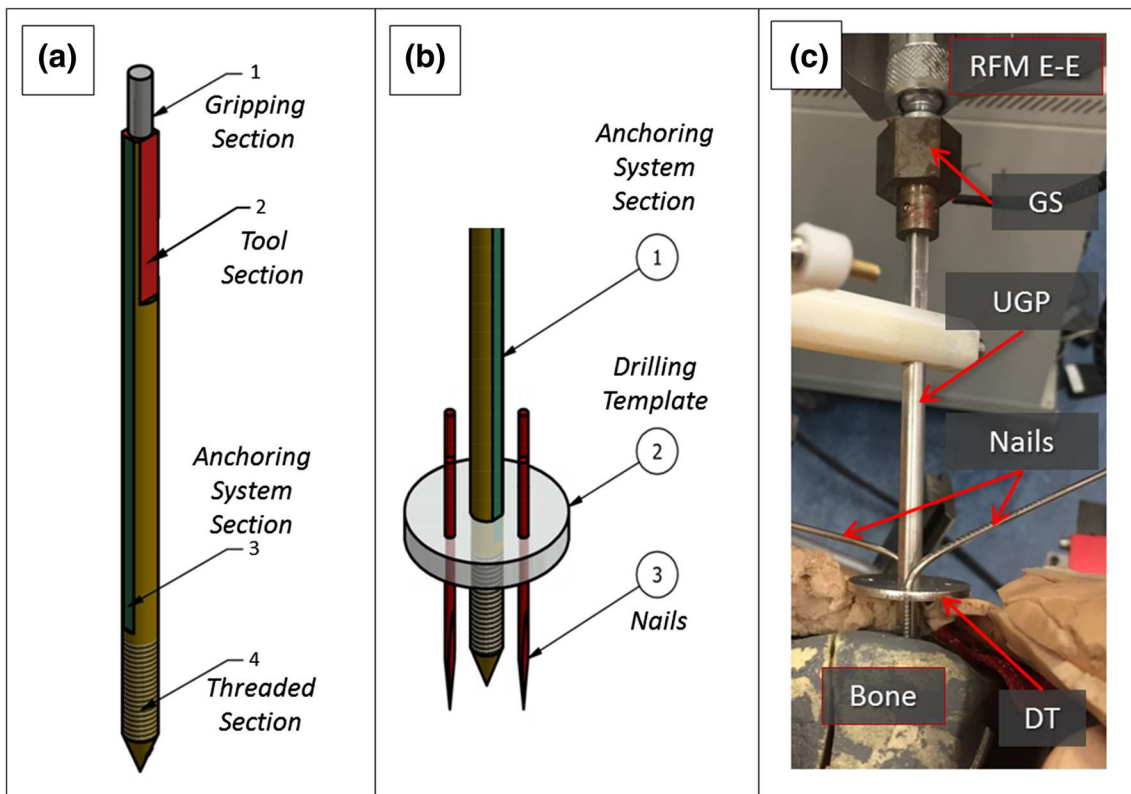 (a)
1
Gripping
Section
2
Tool
Section
Anchoring
System
Section
3
4
Threaded
Section
(b)
Anchoring
System
Section
1
Drilling
Template
2
3
Nails
(c)
RFM E-E
GS
UGP
Nails
Bone
DT